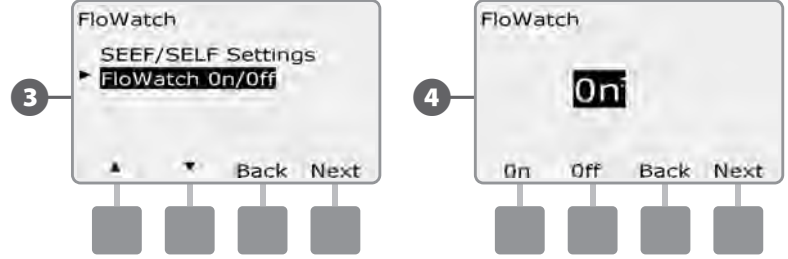 3
FloWatch
SEEF/SELF Settings
► FloWatch On/Off
▲ ▼ Back Next
4
FloWatch
On
On Off Back Next